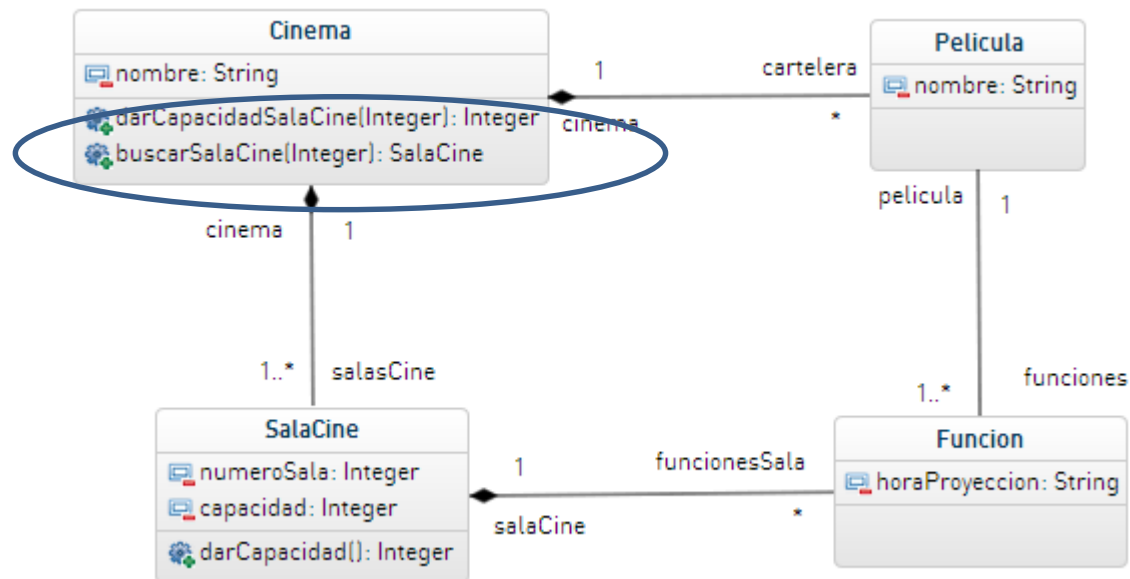 Cinema
nombre: String
darCapacidadSalaCine(Integer): Integer
buscarSalaCine(Integer): SalaCine
1
cartelera
cinema
*
Pelicula
nombre: String
pelicula
1
cinema
1
1..*
salasCine
1..*
funciones
SalaCine
numeroSala: Integer
capacidad: Integer
darCapacidad(): Integer
1
funcionesSala
salaCine
*
Funcion
horaProyeccion: String